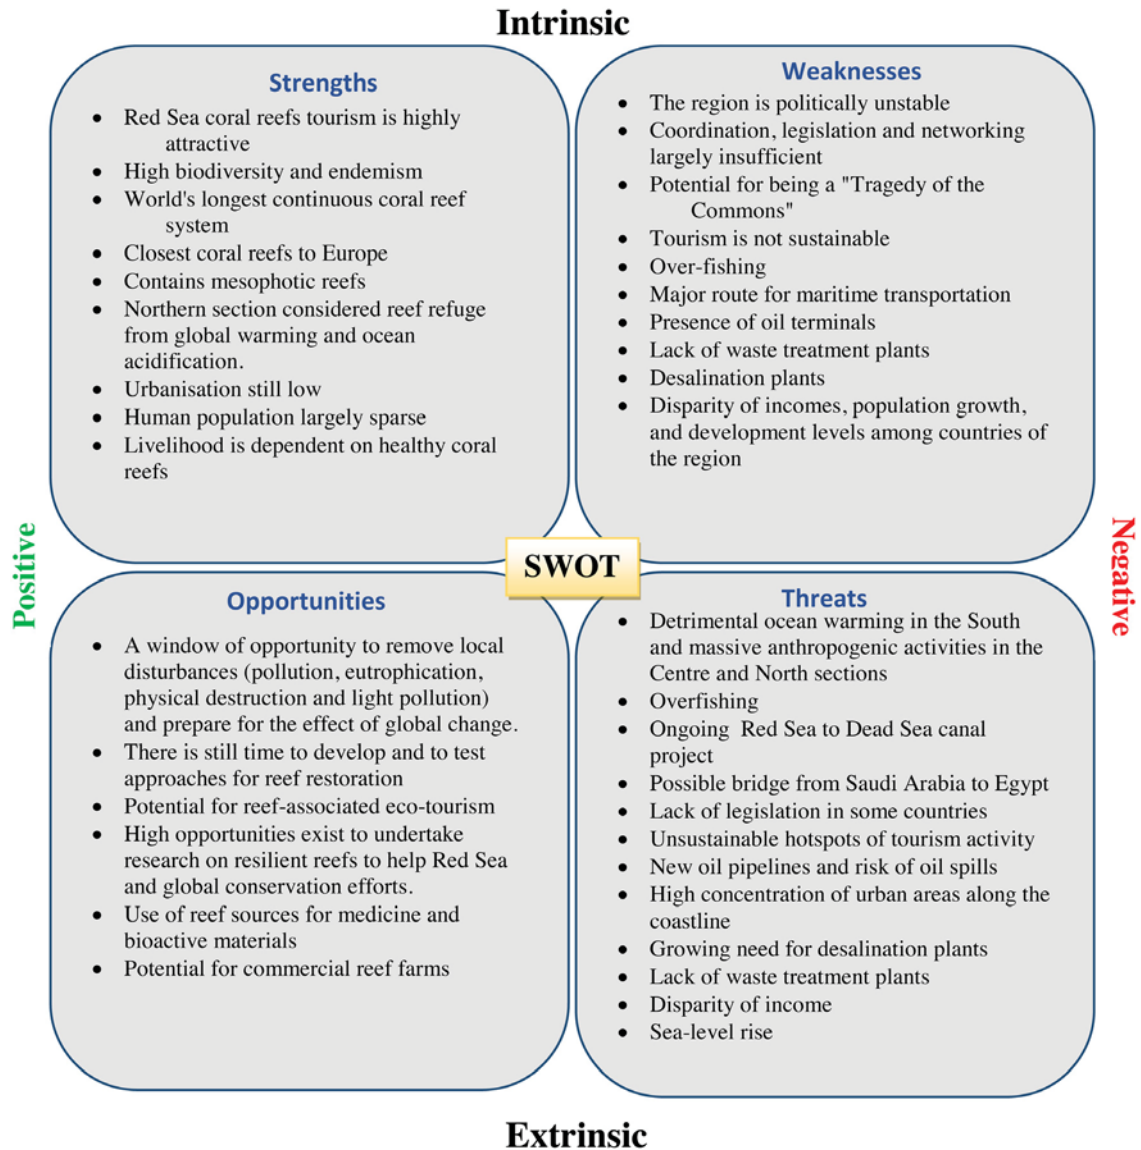 Intrinsic
Strengths
• Red Sea coral reefs tourism is highly
attractive
• High biodiversity and endemism
• World's longest continuous coral reef
system
• Closest coral reefs to Europe
• Contains mesophotic reefs
• Northern section considered reef refuge
from global warming and ocean
acidification.
• Urbanisation still low
• Human population largely sparse
• Livelihood is dependent on healthy coral
reefs
Weaknesses
• The region is politically unstable
• Coordination, legislation and networking
largely insufficient
• Potential for being a "Tragedy of the
Commons"
• Tourism is not sustainable
• Over-fishing
• Major route for maritime transportation
• Presence of oil terminals
• Lack of waste treatment plants
• Desalination plants
• Disparity of incomes, population growth,
and development levels among countries of
the region
Positive
SWOT
Negative
Opportunities
• A window of opportunity to remove local
disturbances (pollution, eutrophication,
physical destruction and light pollution)
and prepare for the effect of global change.
• There is still time to develop and to test
approaches for reef restoration
• Potential for reef-associated eco-tourism
• High opportunities exist to undertake
research on resilient reefs to help Red Sea
and global conservation efforts.
• Use of reef sources for medicine and
bioactive materials
• Potential for commercial reef farms
Threats
• Detrimental ocean warming in the South
and massive anthropogenic activities in the
Centre and North sections
• Overfishing
• Ongoing Red Sea to Dead Sea canal
project
• Possible bridge from Saudi Arabia to Egypt
• Lack of legislation in some countries
• Unsustainable hotspots of tourism activity
• New oil pipelines and risk of oil spills
• High concentration of urban areas along the
coastline
• Growing need for desalination plants
• Lack of waste treatment plants
• Disparity of income
• Sea-level rise
Extrinsic